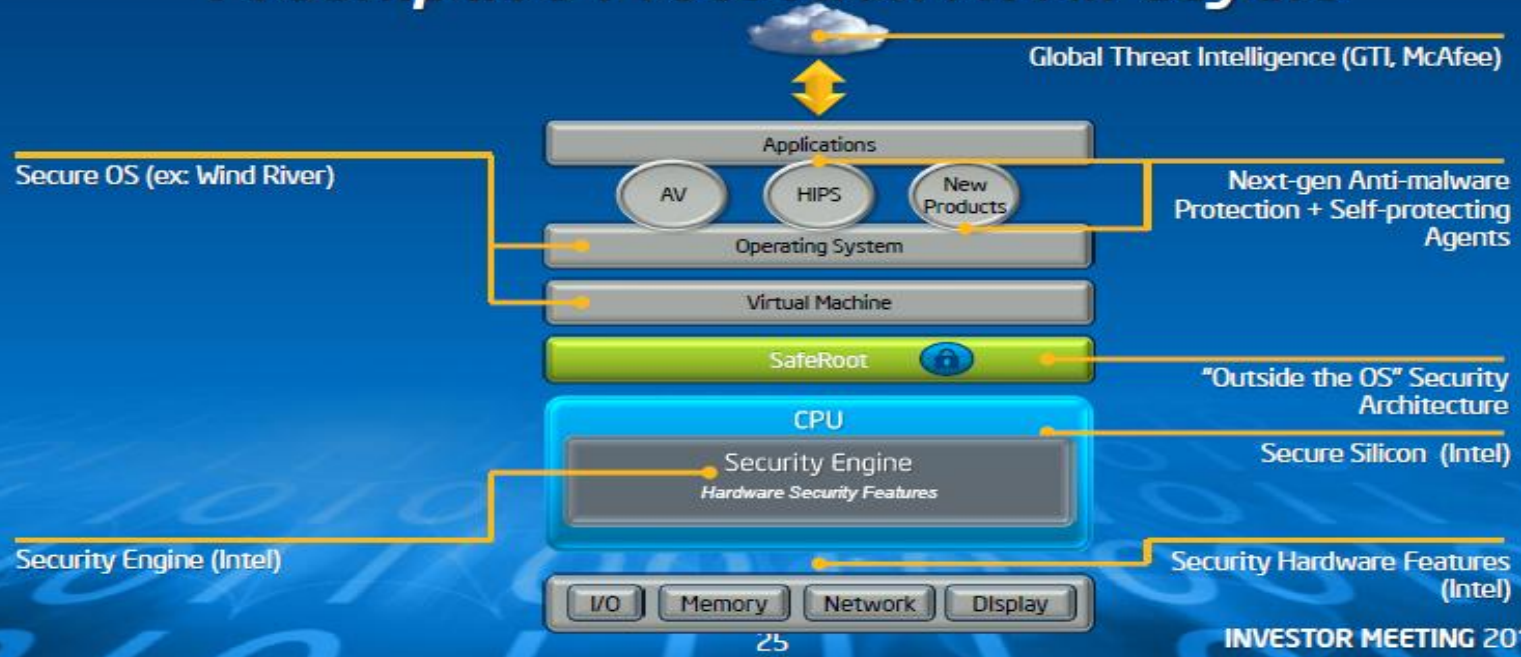 Global Threat Intelligence (GTI, McAfee)
Applications
Secure OS (ex: Wind River)
AV
HIPS
New
Products
Next-gen Anti-malware
Protection + Self-protecting
Agents
Operating System
Virtual Machine
SafeRoot
"Outside the OS" Security
Architecture
CPU
Secure Silicon (Intel)
Security Engine
Hardware Security Features
Security Engine (Intel)
Security Hardware Features
(Intel)
I/O
Memory
Network
Display
25
INVESTOR MEETING